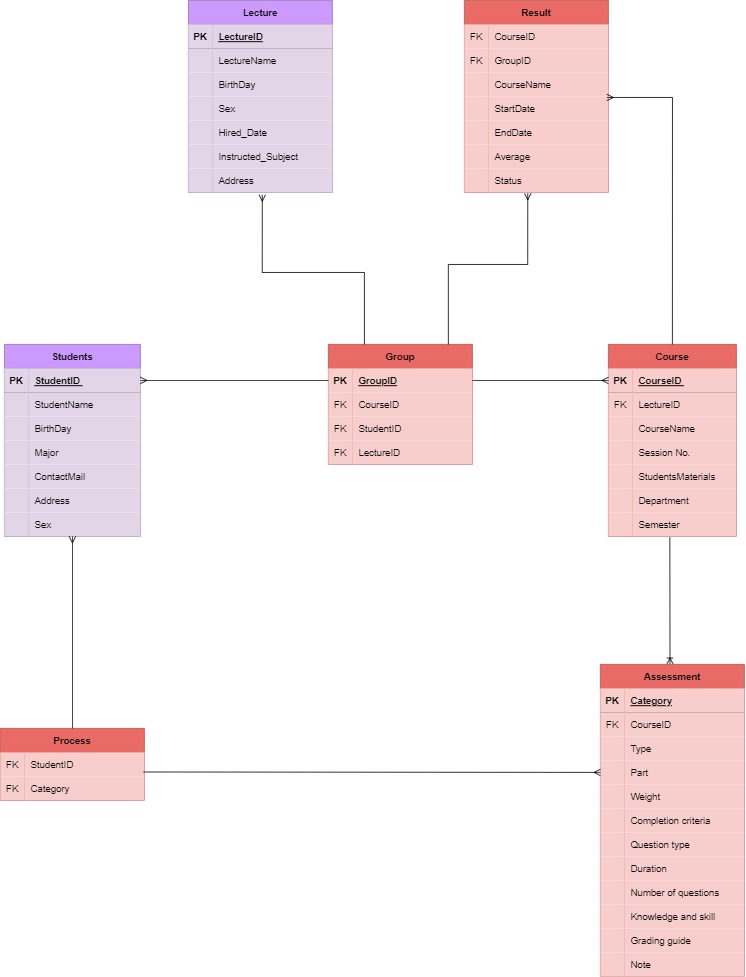 Lecture
PK LectureID
LectureName
BirthDay
Sex
Hired_Date
Instructed_Subject
Address
Result
FK CourseID
FK GroupID
CourseName
StartDate
EndDate
Average
Status
Students
PK StudentID
StudentName
BirthDay
Major
ContactMail
Address
Sex
Group
PK GroupID
FK CourseID
FK StudentID
FK LectureID
Course
PK CourseID
FK LectureID
CourseName
Session No.
StudentsMaterials
Department
Semester
Process
FK StudentID
FK Category
Assessment
PK Category
FK CourseID
Type
Part
Weight
Completion criteria
Question type
Duration
Number of questions
Knowledge and skill
Grading guide
Note